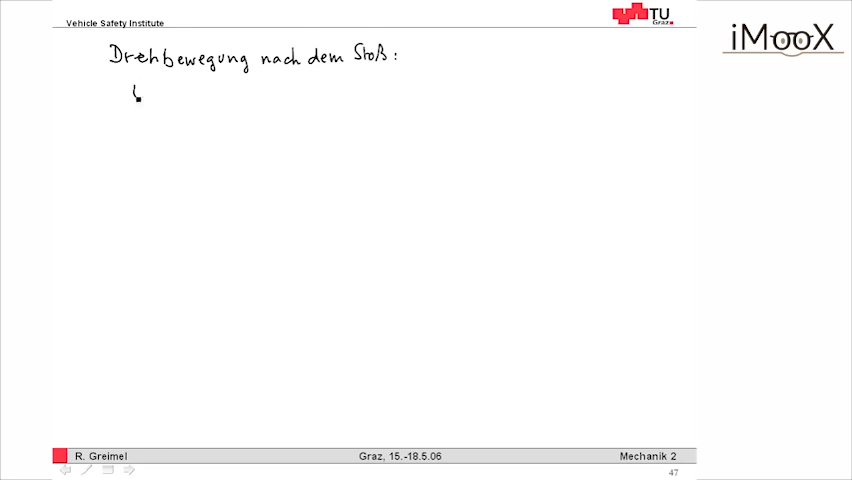 Vehicle Safety Institute
TU
Graz
iMooX
Drehbewegung nach dem Stoß:
R. Greimel
Graz, 15.-18.5.06
Mechanik 2
47